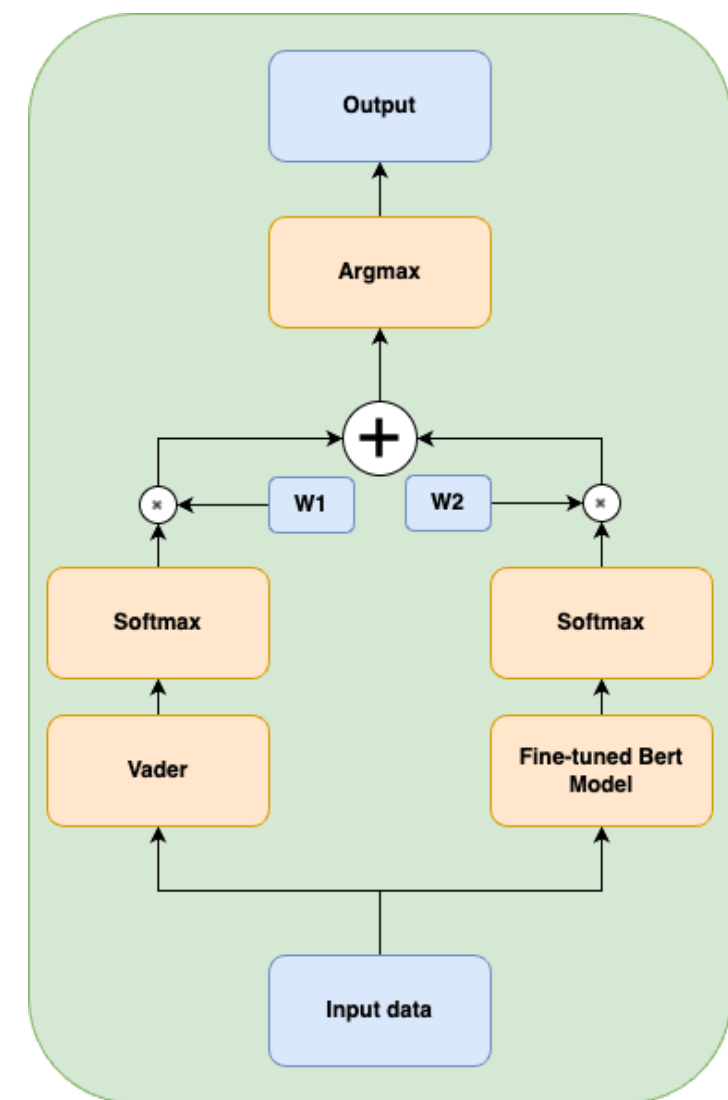 Output
Argmax
+
W1
W2
×
×
Softmax
Softmax
Vader
Fine-tuned Bert
Model
Input data